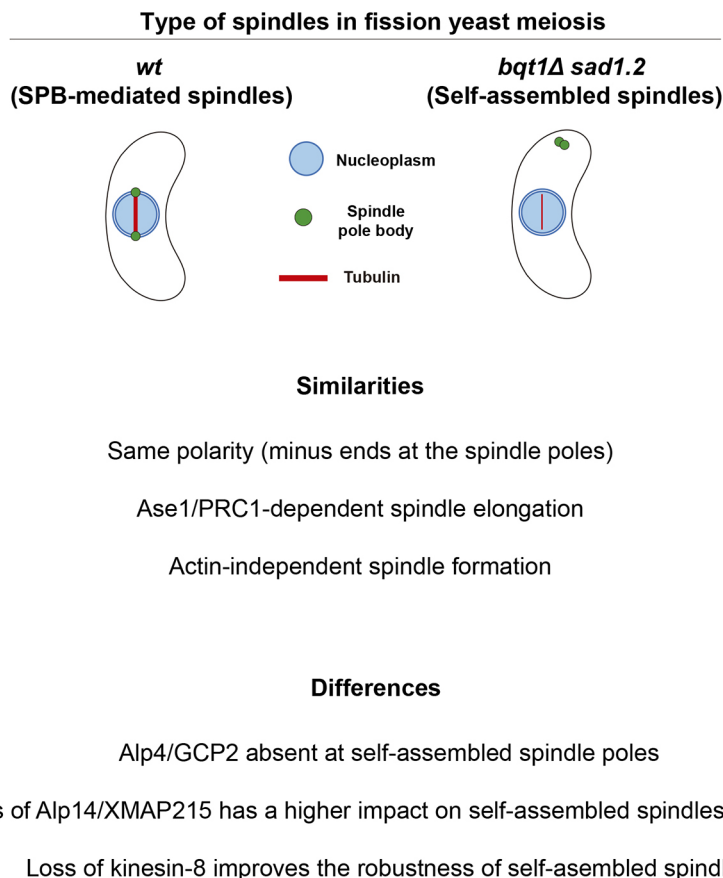 Type of spindles in fission yeast meiosis
wt
(SPB-mediated spindles)
bqt1Δ sad1.2
(Self-assembled spindles)
Nucleoplasm
Spindle
pole body
Tubulin
Similarities
Same polarity (minus ends at the spindle poles)
Ase1/PRC1-dependent spindle elongation
Actin-independent spindle formation
Differences
Alp4/GCP2 absent at self-assembled spindle poles
of Alp14/XMAP215 has a higher impact on self-assembled spindles
Loss of kinesin-8 improves the robustness of self-asembled